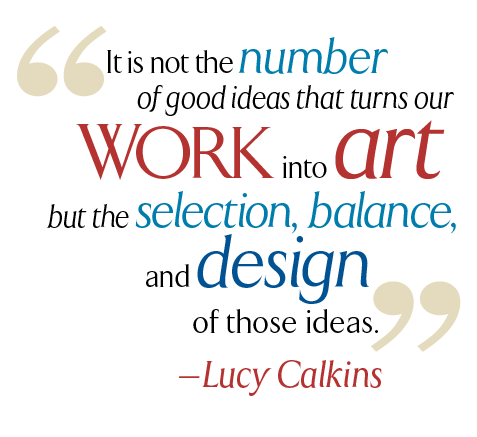 “It is not the number
of good ideas that turns our
WORK into art
but the selection, balance,
and design
of those ideas.”
—Lucy Calkins